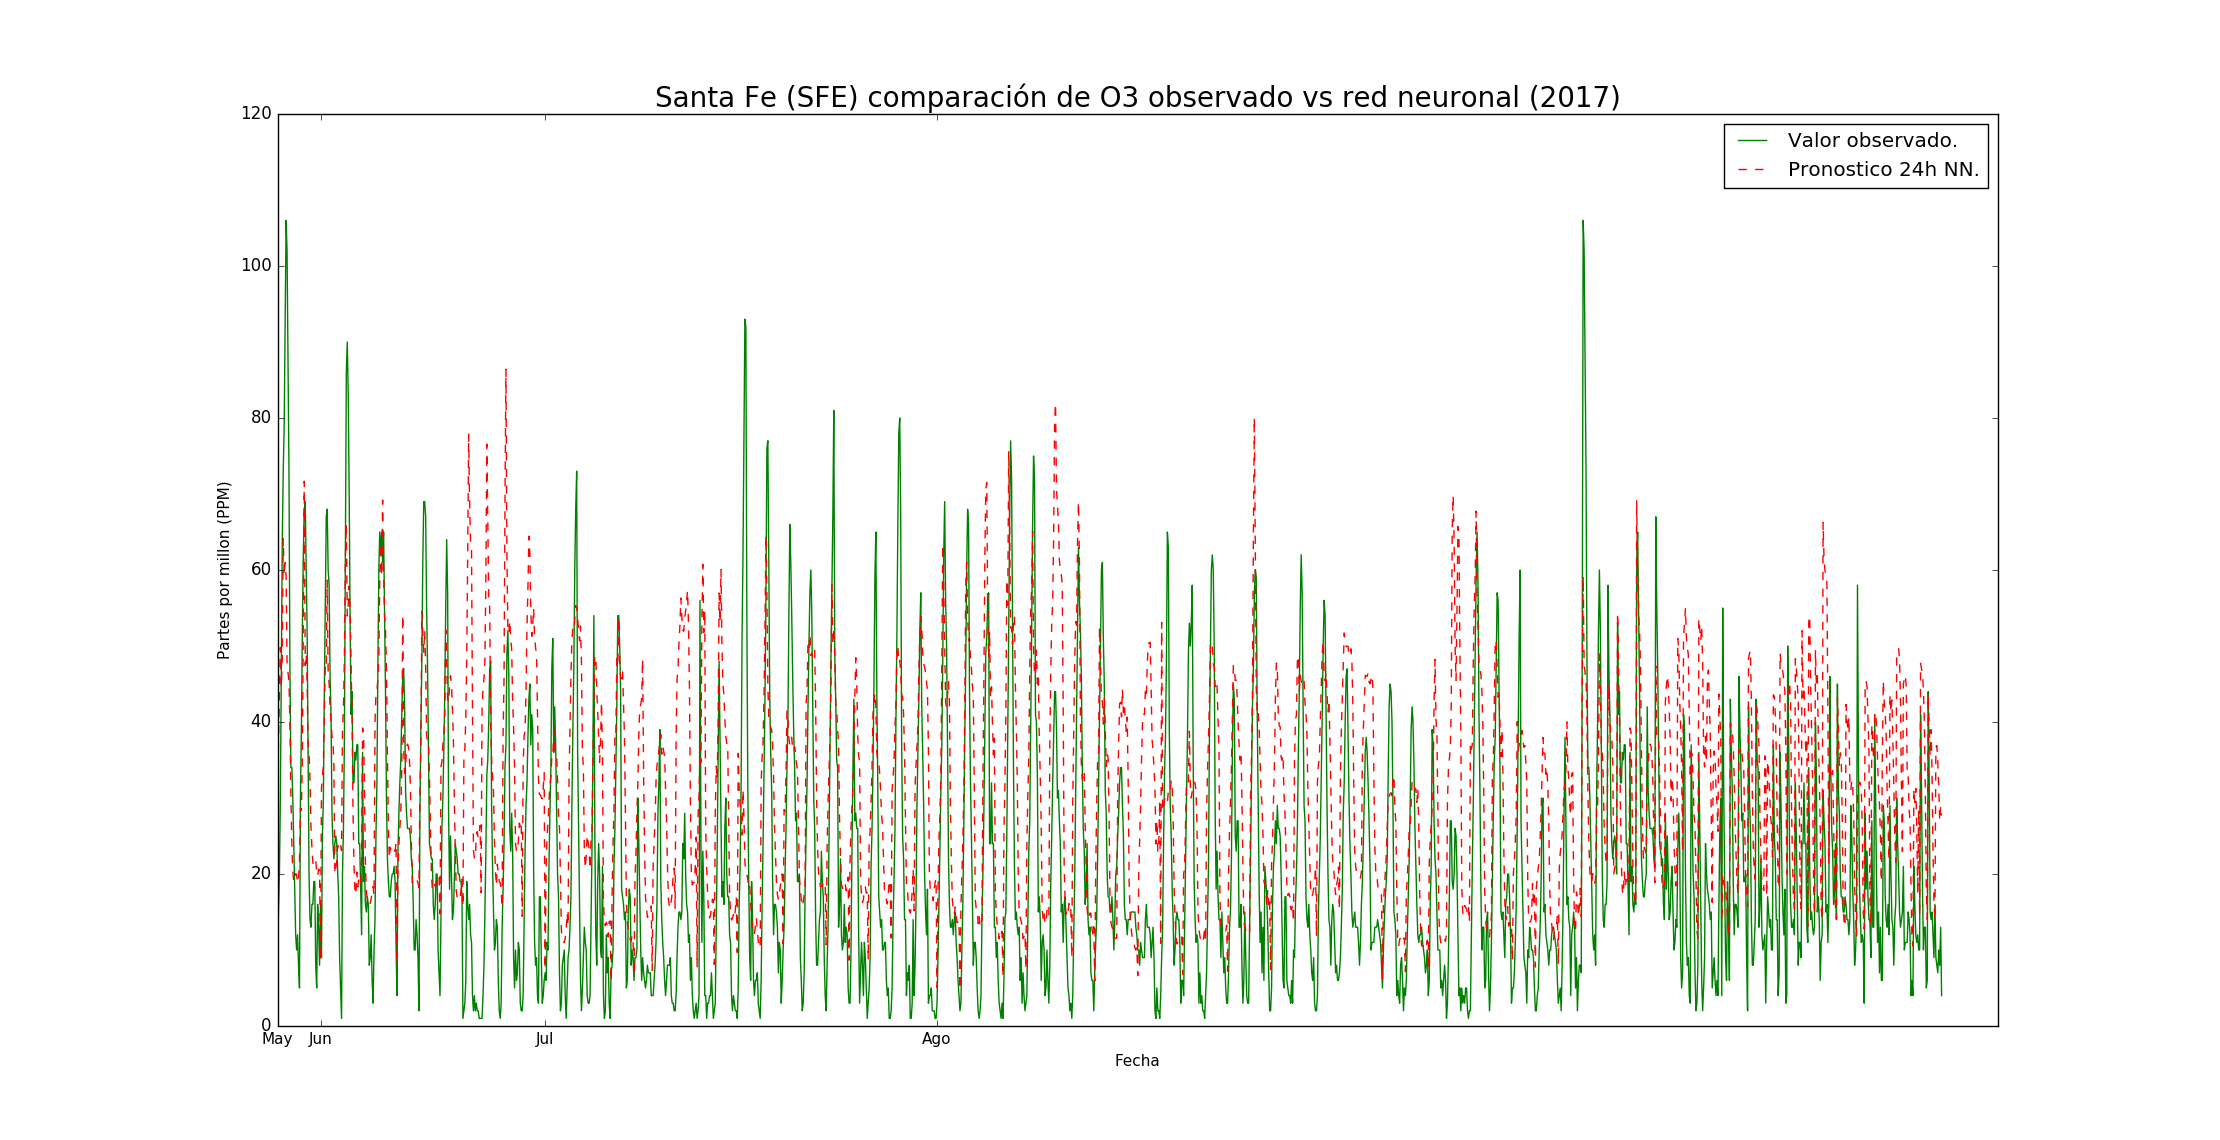 Santa Fe (SFE) comparación de O3 observado vs red neuronal (2017)
Valor observado.
Pronostico 24h NN.
120
100
80
60
40
20
0
Partes por millon (PPM)
May Jun Jul Ago
Fecha